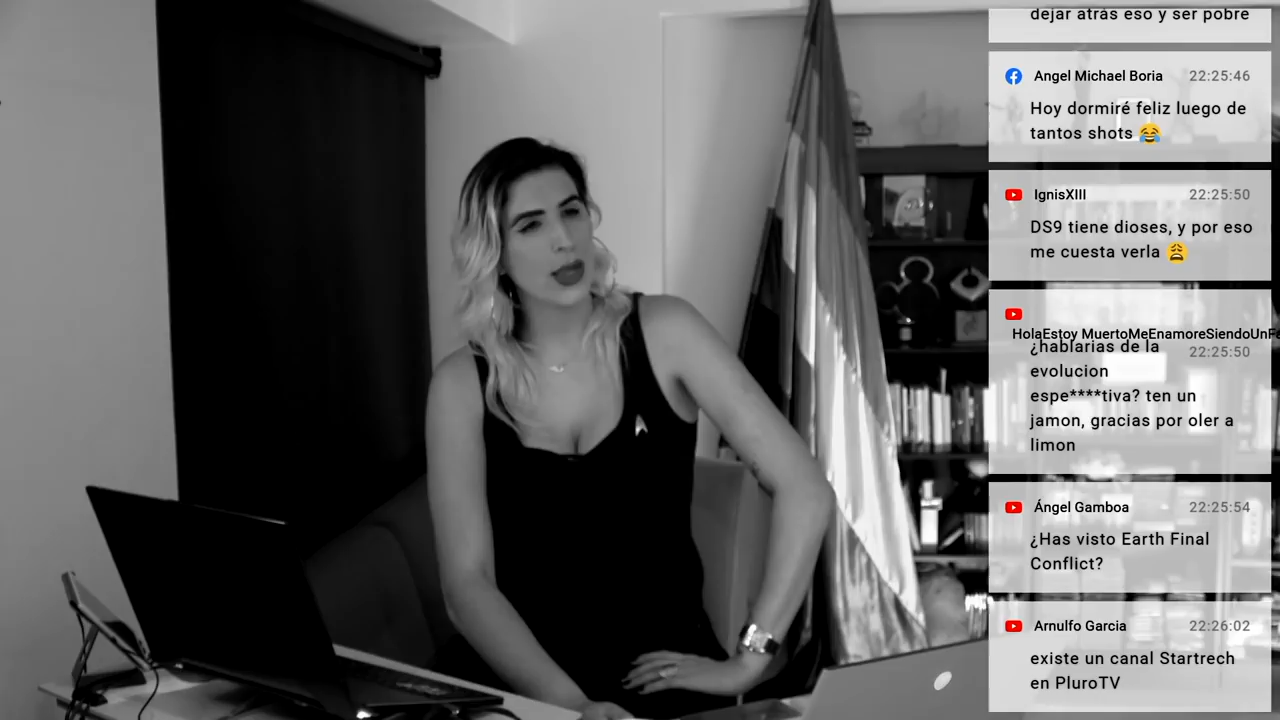 dejar atrás eso y ser pobre
Angel Michael Boria 22:25:46
Hoy dormiré feliz luego de
tantos shots 😂
IgnisXIII 22:25:50
DS9 tiene dioses, y por eso
me cuesta verla 😩
HolaEstoy MuertoMeEnamoreSiendoUnF
¿hablarias de la 22:25:50
evolucion
espe****tiva? ten un
jamon, gracias por oler a
limon
Ángel Gamboa 22:25:54
¿Has visto Earth Final
Conflict?
Arnulfo Garcia 22:26:02
existe un canal Startrech
en PluroTV